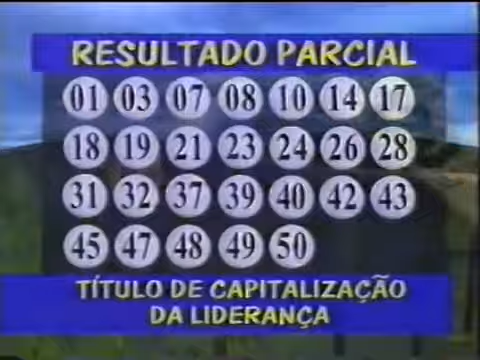 RESULTADO PARCIAL
01 03 07 08 10 14 17
18 19 21 23 24 26 28
31 32 37 39 40 42 43
45 47 48 49 50
TÍTULO DE CAPITALIZAÇÃO
DA LIDERANÇA